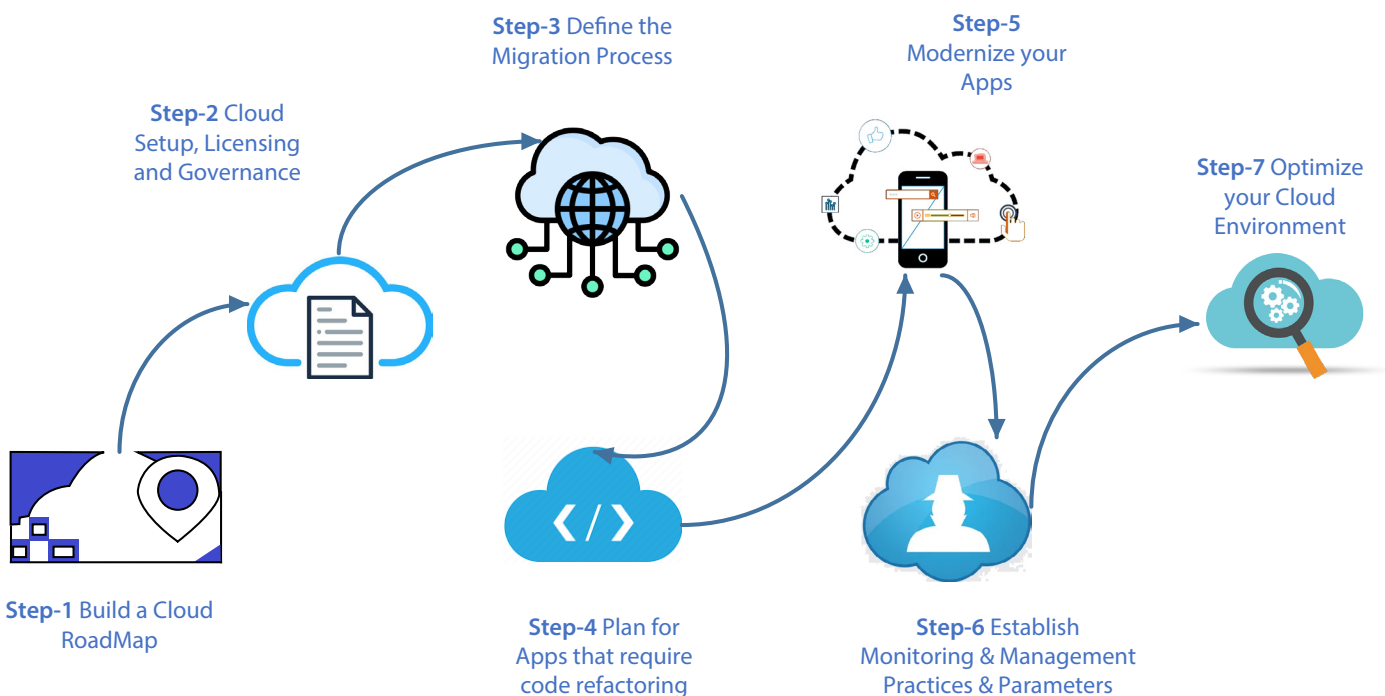 Step-1 Build a Cloud
RoadMap
Step-2 Cloud
Setup, Licensing
and Governance
Step-3 Define the
Migration Process
Step-4 Plan for
Apps that require
code refactoring
Step-5
Modernize your
Apps
Step-6 Establish
Monitoring & Management
Practices & Parameters
Step-7 Optimize
your Cloud
Environment